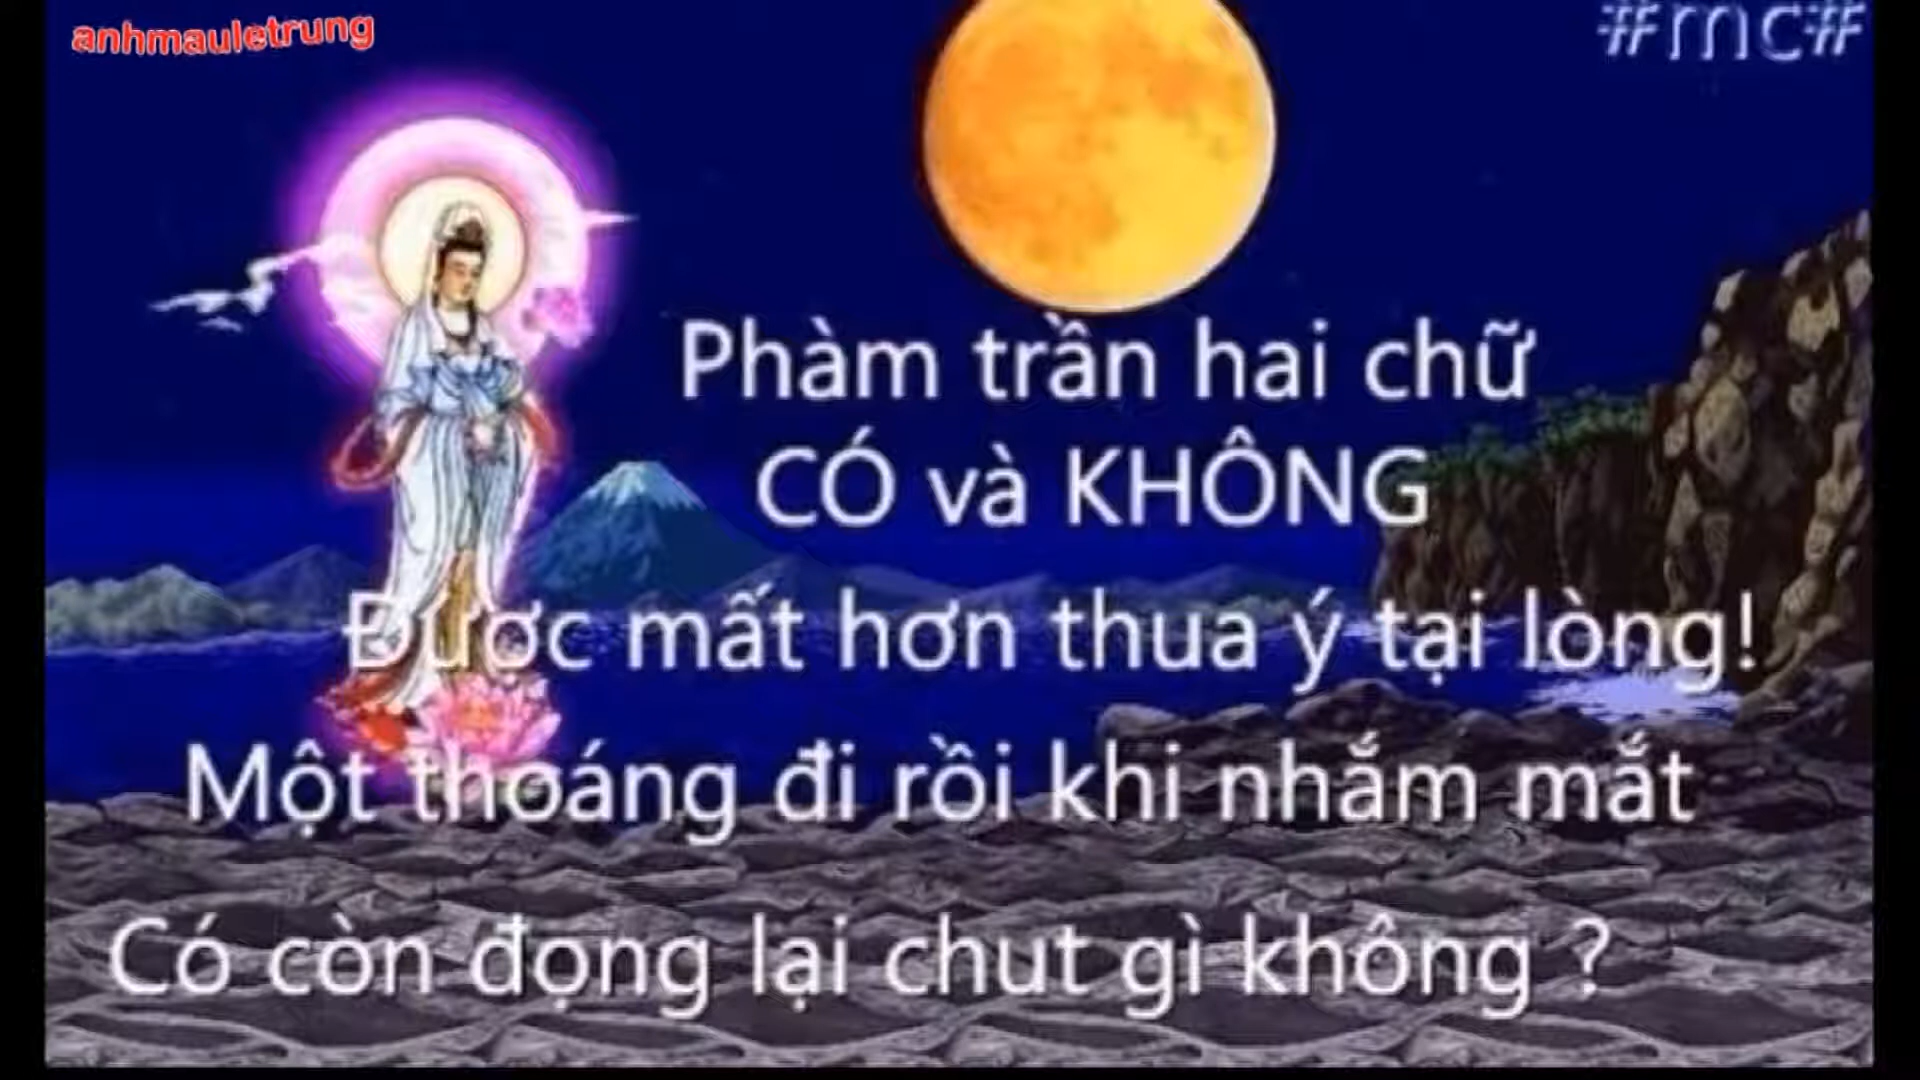 anhmauletrung
#mc#
Phàm trần hai chữ
CÓ và KHÔNG
Được mất hơn thua ý tại lòng!
Một thoáng đi rồi khi nhắm mắt
Có còn đọng lại chut gì không ?